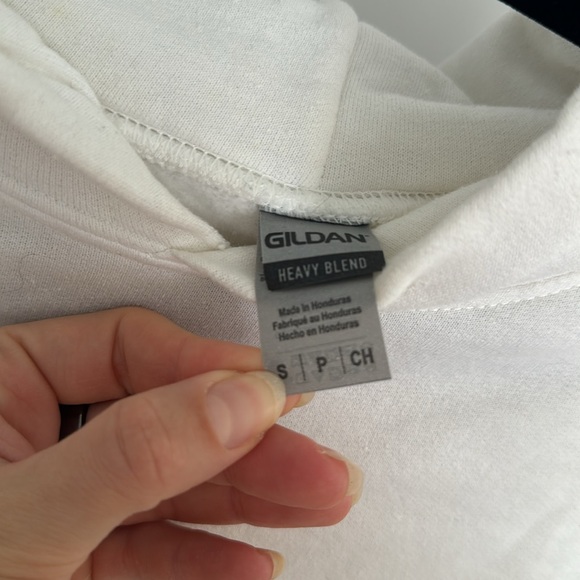 GILDAN
HEAVY BLEND
Made in Honduras
Fabriqué au Honduras
Hecho en Honduras
S | P | CH